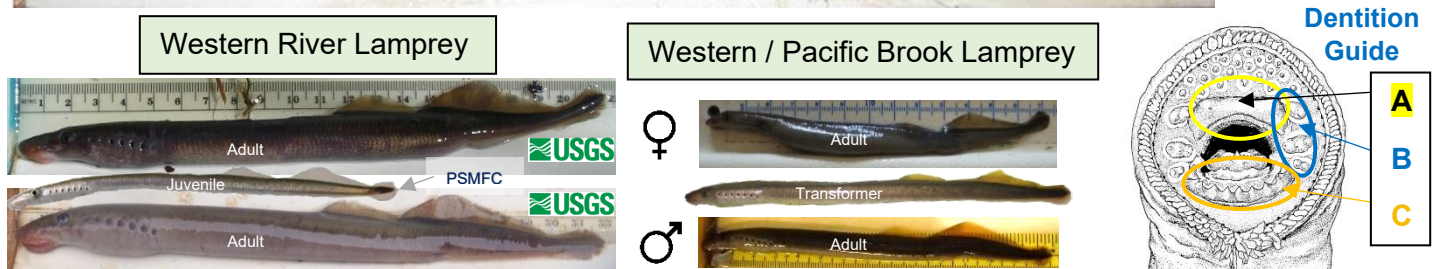 Western River Lamprey
Western / Pacific Brook Lamprey
Dentition
Guide
Adult
USGS
Juvenile
PSMFC
USGS
Adult
♀
Adult
Transformer
♂
Adult
A
B
C